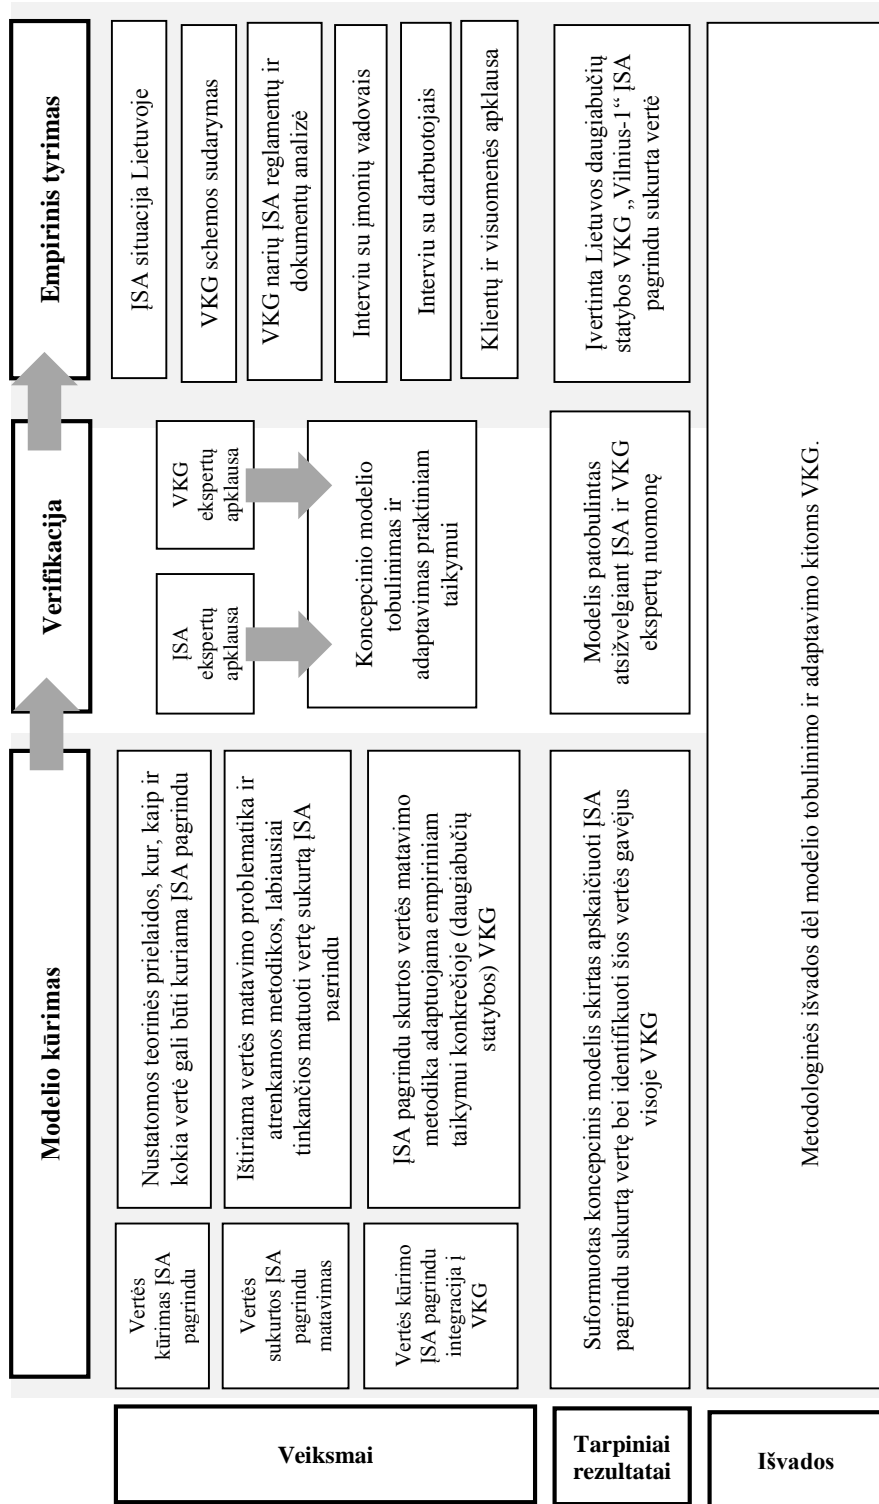 Modelio kūrimas
Verifikacija
Empirinis tyrimas
Veiksmai
Vertės
kūrimas ĮSA
pagrindu
Nustatomos teorinės prielaidos, kur, kaip ir
kokia vertė gali būti kuriama ĮSA pagrindu
Vertės
sukurtos ĮSA
pagrindu
matavimas
Ištiriama vertės matavimo problematika ir
atrenkamos metodikos, labiausiai
tinkančios matuoti vertę sukurtą ĮSA
pagrindu
Vertės kūrimo
ĮSA pagrindu
integracija į
VKG
ĮSA pagrindu skurtos vertės matavimo
metodika adaptuojama empiriniam
taikymui konkrečioje (daugiabučių
statybos) VKG
ĮSA
ekspertų
apklausa
VKG
ekspertų
apklausa
Koncepcinio modelio
tobulinimas ir
adaptavimas praktiniam
taikymui
ĮSA situacija Lietuvoje
VKG schemos sudarymas
VKG narių ĮSA reglamentų ir
dokumentų analizė
Interviu su įmonių vadovais
Interviu su darbuotojais
Klientų ir visuomenės apklausa
Tarpiniai
rezultatai
Suformuotas koncepcinis modelis skirtas apskaičiuoti ĮSA
pagrindu sukurtą vertę bei identifikuoti šios vertės gavėjus
visoje VKG
Modelis patobulintas
atsižvelgiant ĮSA ir VKG
ekspertų nuomonę
Įvertinta Lietuvos daugiabučių
statybos VKG „Vilnius-1“ ĮSA
pagrindu sukurta vertė
Išvados
Metodologinės išvados dėl modelio tobulinimo ir adaptavimo kitoms VKG.